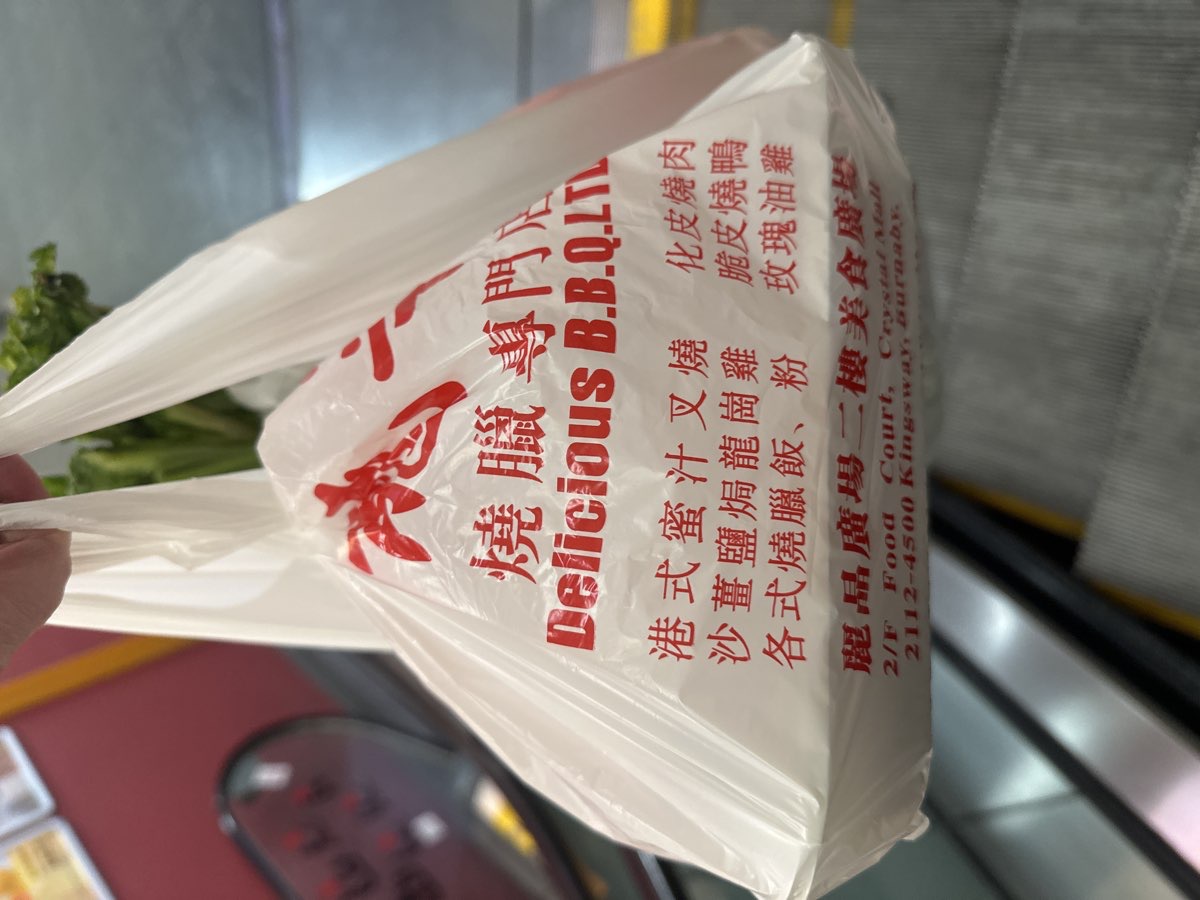 燒臘專門店
Delicious B.B.Q.LTD
港式蜜汁叉燒 化皮燒肉
沙薑鹽焗龍崗雞 脆皮燒鴨
各式燒臘飯、粉 玫瑰油雞
麗晶廣場二樓美食廣場
2/F Food Court, Crystal Mall
2112-4500 Kingsway, Burnaby.